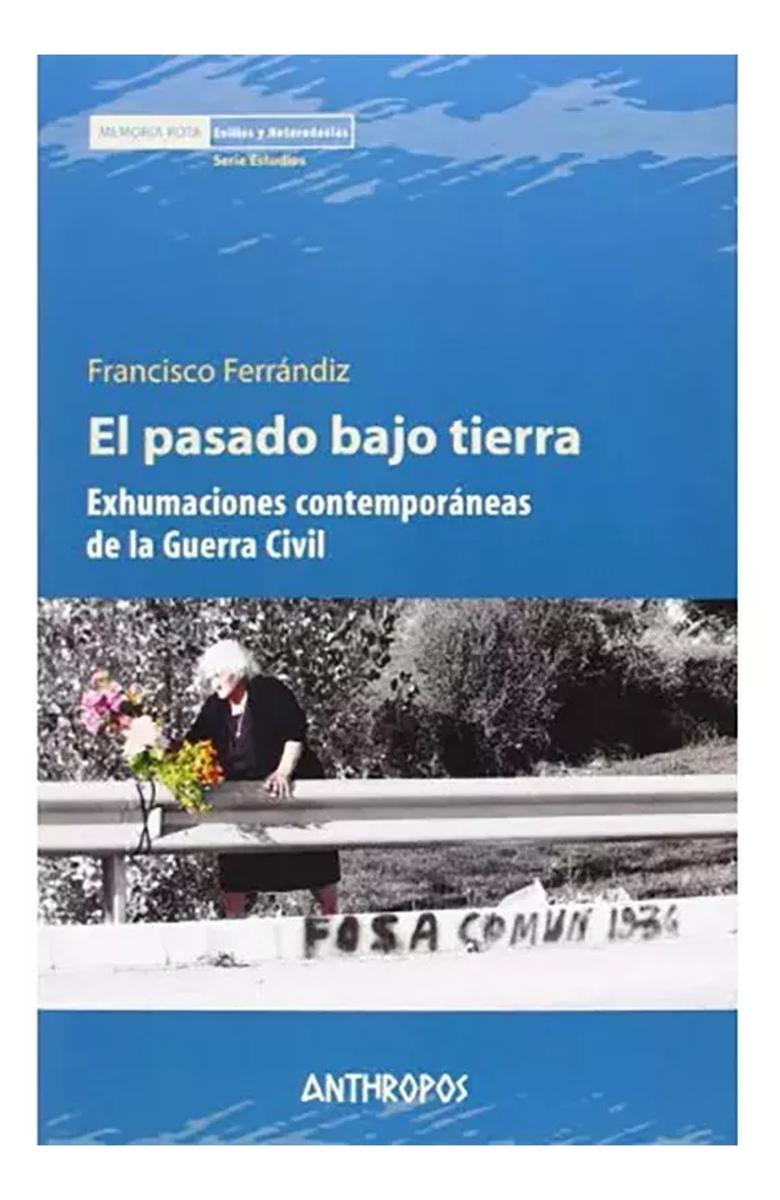 MEMORIA ROTA Exilios y Heterodoxias
Serie Estudios
Francisco Ferrándiz
El pasado bajo tierra
Exhumaciones contemporáneas
de la Guerra Civil
FOSA COMUN 1936
ANTHROPOS